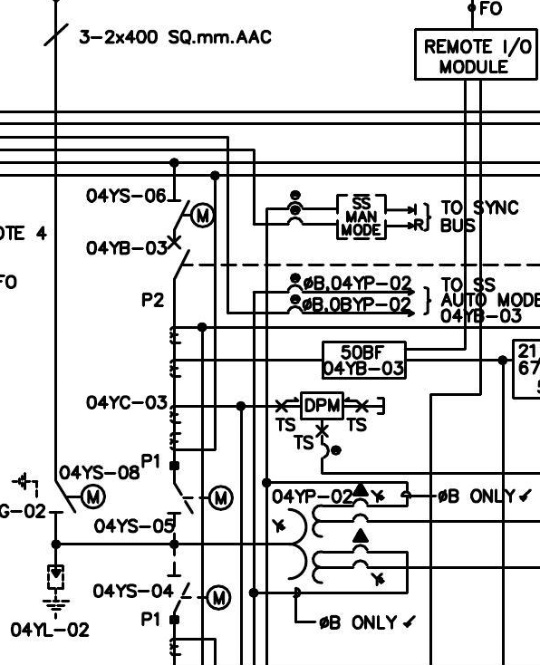 FO
3-2x400 SQ.mm.AAC
REMOTE I/O
MODULE
04YS-06
M
SS
MAN
MODE
I
R
TO SYNC
BUS
OTE 4
04YB-03
FO
P2
ØB,04YP-02
ØB,0BYP-02
TO SS
AUTO MODE
04YB-03
50BF
04YB-03
21
67
04YC-03
DPM
TS
TS
TS
P1
04YS-08
M
G-02
M
04YS-05
04YP-02
Y
ØB ONLY ✓
Y
04YS-04
M
Y
P1
ØB ONLY ✓
04YL-02